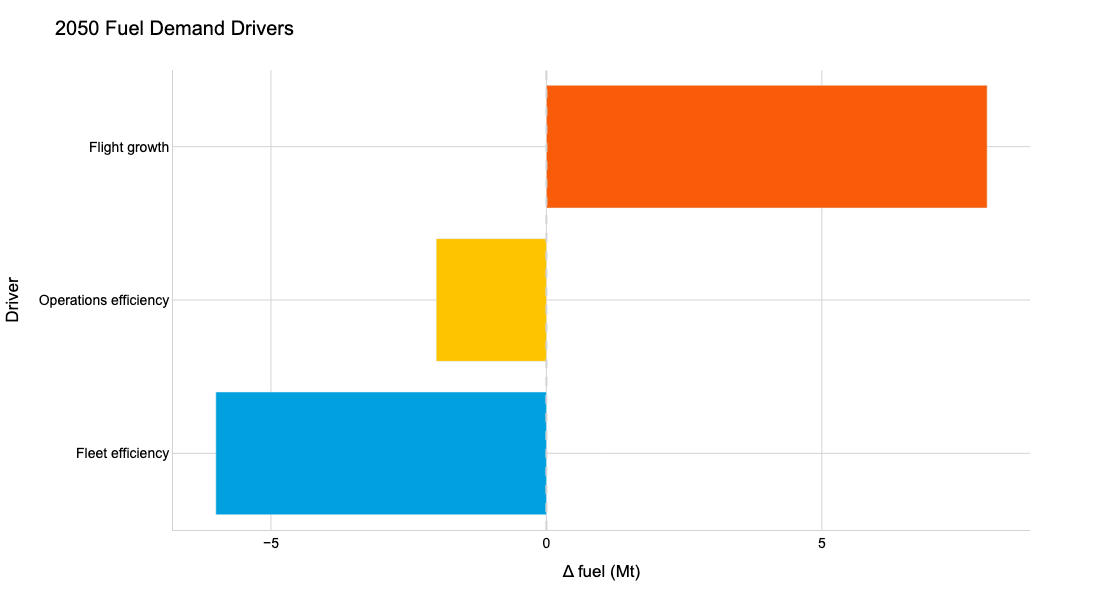 2050 Fuel Demand Drivers
Flight growth
Operations efficiency
Fleet efficiency
Driver
−5
0
5
Δ fuel (Mt)